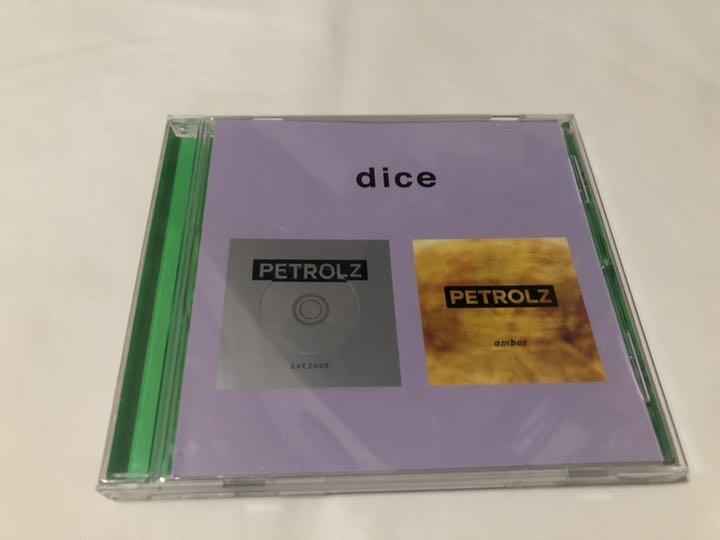 dice
PETROLZ
EVE2009
PETROLZ
amber